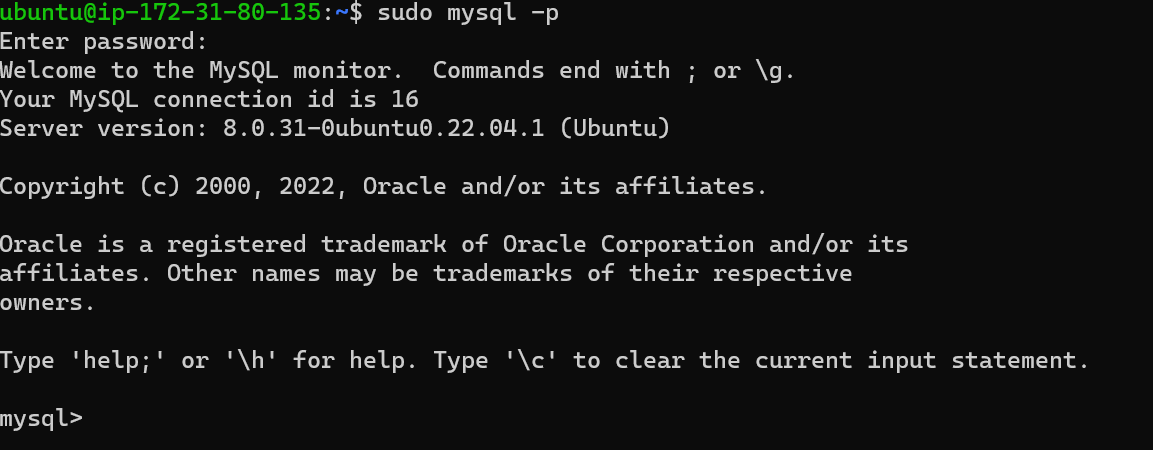 ubuntu@ip-172-31-80-135:~$ sudo mysql -p
Enter password:
Welcome to the MySQL monitor.  Commands end with ; or \g.
Your MySQL connection id is 16
Server version: 8.0.31-0ubuntu0.22.04.1 (Ubuntu)
Copyright (c) 2000, 2022, Oracle and/or its affiliates.
Oracle is a registered trademark of Oracle Corporation and/or its
affiliates. Other names may be trademarks of their respective
owners.
Type 'help;' or '\h' for help. Type '\c' to clear the current input statement.
mysql>